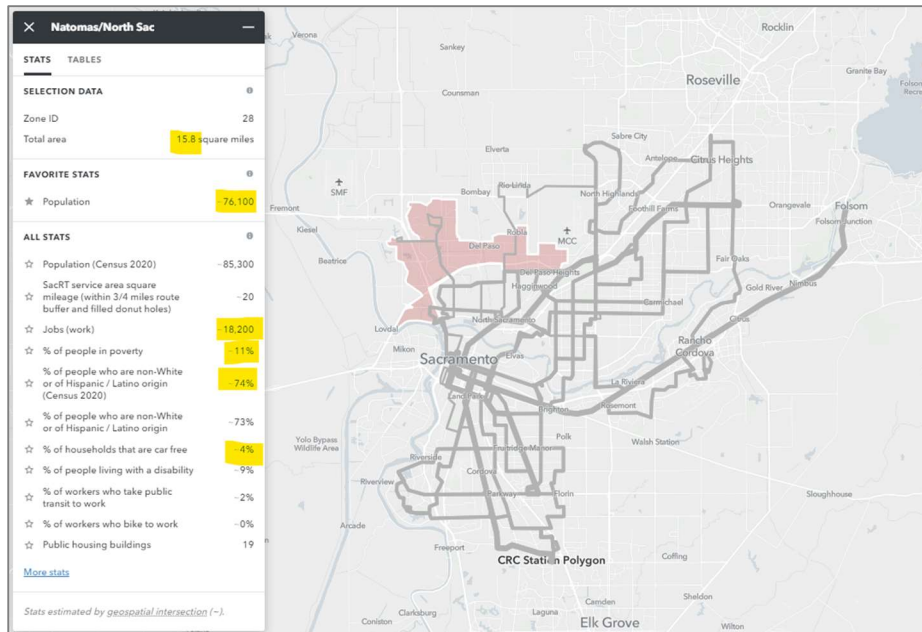 Natomas/North Sac
STATS TABLES
SELECTION DATA
Zone ID 28
Total area 15.8 square miles
FAVORITE STATS
Population ~76,100
ALL STATS
Population (Census 2020) ~85,300
SacRT service area square
mileage (within 3/4 miles route ~20
buffer and filled donut holes)
Jobs (work) ~18,200
% of people in poverty ~11%
% of people who are non-White
or of Hispanic / Latino origin ~74%
(Census 2020)
% of people who are non-White ~73%
or of Hispanic / Latino origin
% of households that are car free ~4%
% of people living with a disability ~9%
% of workers who take public ~2%
transit to work
% of workers who bike to work ~0%
Public housing buildings 19
More stats
Stats estimated by geospatial intersection (~).
Verona
Sankey
Rocklin
Roseville
Granite Bay
Folsom
Counsman
Sabre City
Elverta
Antelope
Citrus Heights
SMF
Bombay
Rio Linda
North Highlands
Orangevale
Folsom
Fremont
Foothill Farms
Folsom Junction
Kiesel
Robla
MCC
Del Paso
Beatrice
Fair Oaks
Del Paso Heights
Nimbus
Hagginwood
Gold River
Carmichael
Lovdal
North Sacramento
Citrus
Mikon
Sacramento
Swas
Rancho
Cordova
La Riviera
Land Park
Brighton
Rosemont
Polk
Walsh Station
Yolo Bypass
Wildlife Area
Riverside
Fruitridge Manor
Cordova
Riverview
Parkway
Florin
Sloughhouse
Arcade
Freeport
CRC Station Polygon
Cofling
Sheldon
Camden
Clarksburg
Laguna
Coniston
Elk Grove
Wilton